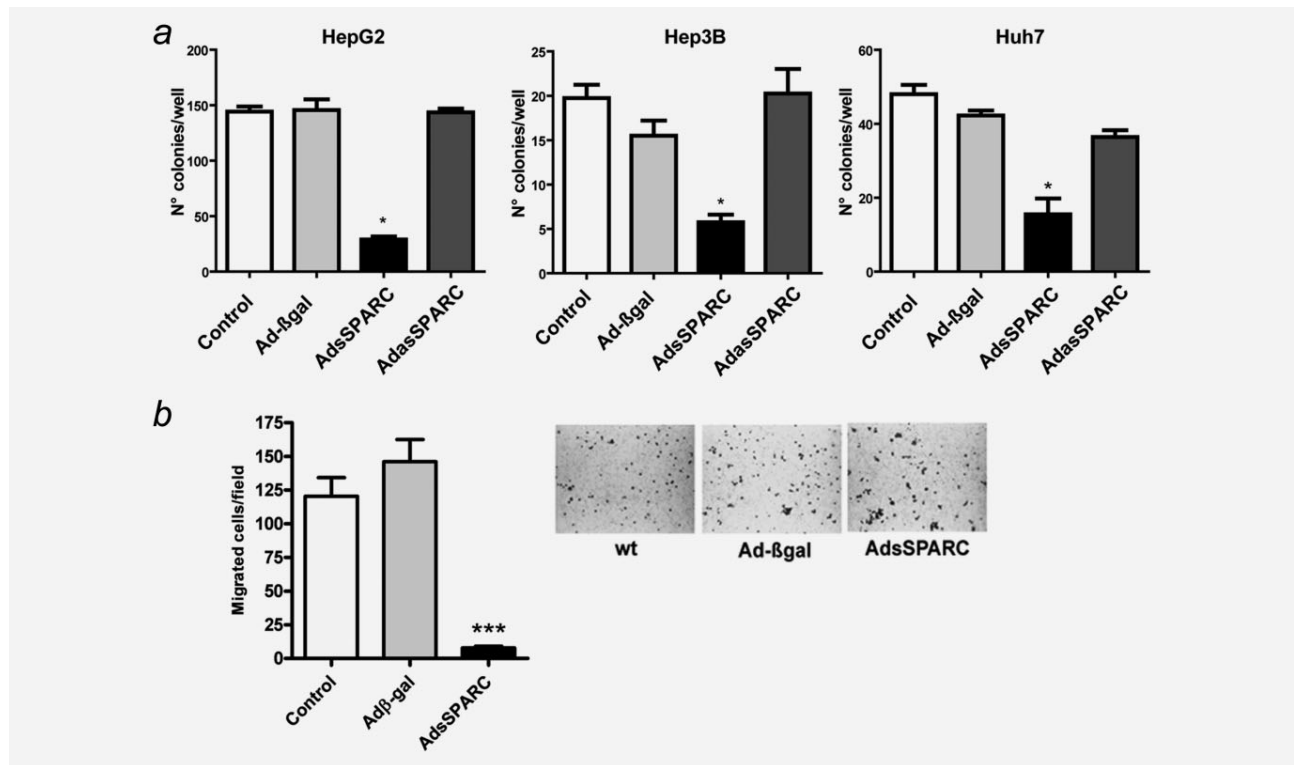 a
HepG2
N° colonies/well
200
150
100
50
0
*
Control
Ad-ßgal
AdsSPARC
AdasSPARC
Hep3B
N° colonies/well
25
20
15
10
5
0
*
Control
Ad-ßgal
AdsSPARC
AdasSPARC
Huh7
N° colonies/well
60
40
20
0
*
Control
Ad-ßgal
AdsSPARC
AdasSPARC
b
Migrated cells/field
175
150
125
100
75
50
25
0
***
Control
Adβ-gal
AdsSPARC
wt
Ad-ßgal
AdsSPARC